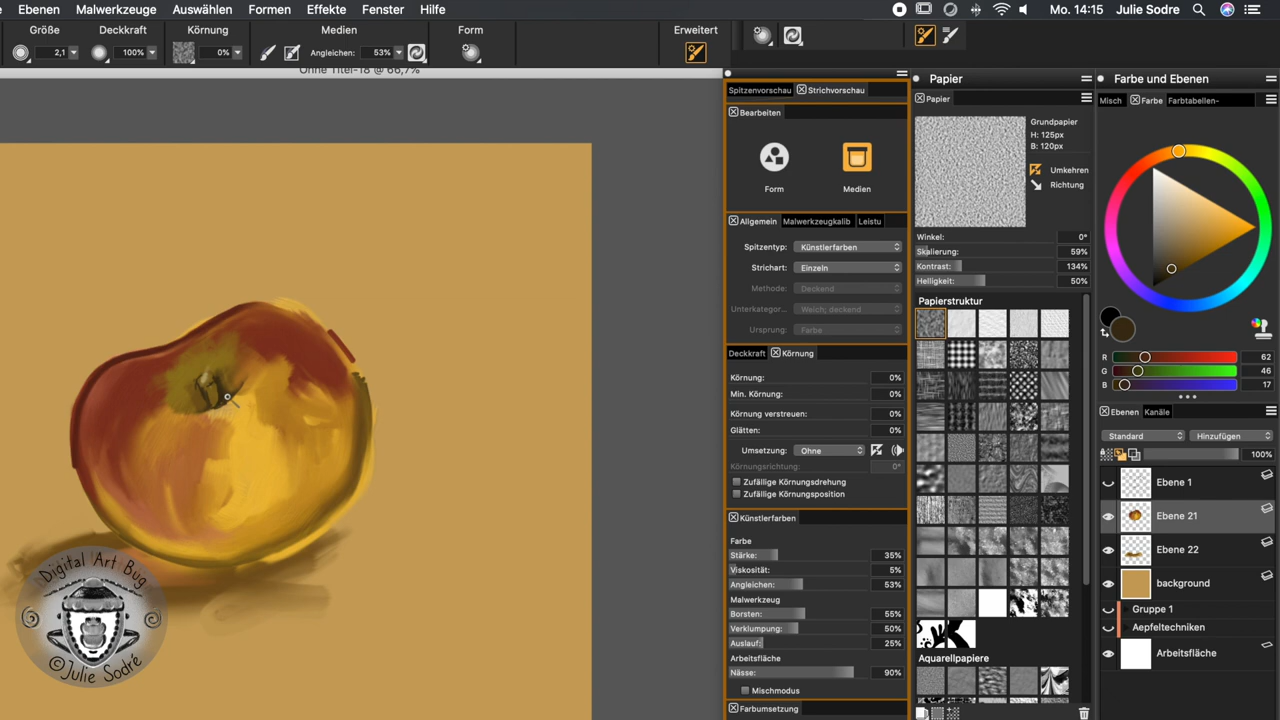 Ebenen Malwerkzeuge Auswählen Formen Effekte Fenster Hilfe Mo. 14:15 Julie Sodre
Größe Deckkraft Körnung Medien Form Erweitert
2,1 100% 0% Angleichen: 53%
Ohne Titel-18 @ 66,7%
Spitzenvorschau Strichvorschau
Bearbeiten
Form Medien
Allgemein Malwerkzeugkalib Leistu
Spitzentyp: Künstlerfarben
Strichart: Einzeln
Methode: Deckend
Unterkategor... Weich; deckend
Ursprung: Farbe
Deckkraft Körnung
Körnung: 0%
Min. Körnung: 0%
Körnung verstreuen: 0%
Glätten: 0%
Umsetzung: Ohne
Körnungsrichtung: 0°
Zufällige Körnungsdrehung
Zufällige Körnungsposition
Künstlerfarben
Farbe
Stärke: 35%
Viskosität: 5%
Angleichen: 53%
Malwerkzeug
Borsten: 55%
Verklumpung: 50%
Auslauf: 25%
Arbeitsfläche
Nässe: 90%
Mischmodus
Farbumsetzung
Papier
Papier
Grundpapier
H: 125px
B: 120px
Umkehren
Richtung
Winkel: 0°
Skalierung: 59%
Kontrast: 134%
Helligkeit: 50%
Papierstruktur
Aquarellpapiere
Farbe und Ebenen
Misch Farbe Farbtabellen-
R 62
G 46
B 17
Ebenen Kanäle
Standard Hinzufügen
100%
Ebene 1
Ebene 21
Ebene 22
background
Gruppe 1
Aepfeltechniken
Arbeitsfläche
Digital Art Bug
©Julie Sodré